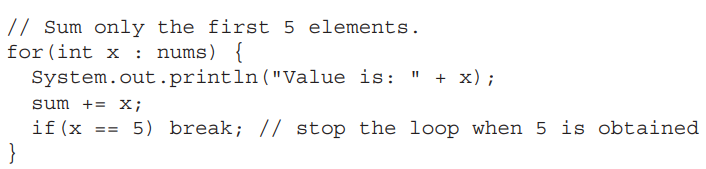 // Sum only the first 5 elements.
for(int x : nums) {
  System.out.println("Value is: " + x);
  sum += x;
  if(x == 5) break; // stop the loop when 5 is obtained
}